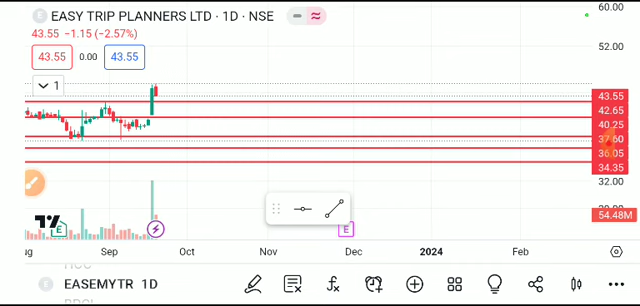 EASY TRIP PLANNERS LTD · 1D · NSE
43.55 −1.15 (−2.57%)
43.55 0.00 43.55
1
60.00
52.00
43.55
42.65
40.25
37.60
36.05
34.35
32.00
54.48M
E
E
Sep Oct Nov Dec 2024 Feb
EASEMYTR 1D